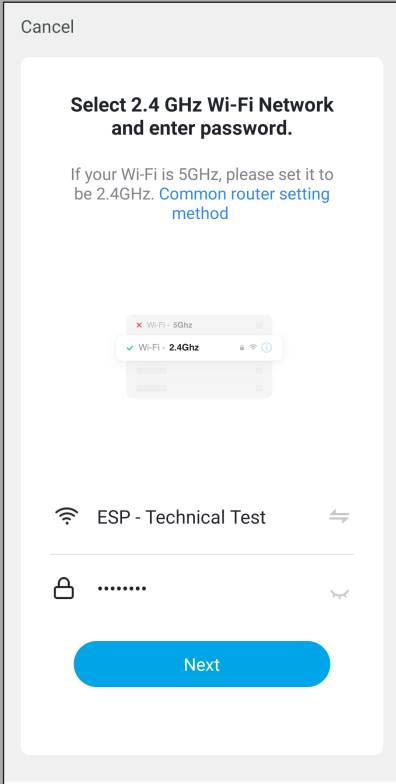 Cancel
Select 2.4 GHz Wi-Fi Network
and enter password.
If your Wi-Fi is 5GHz, please set it to
be 2.4GHz. Common router setting
method
Wi-Fi - 5Ghz
Wi-Fi - 2.4Ghz
ESP - Technical Test
••••••••
Next